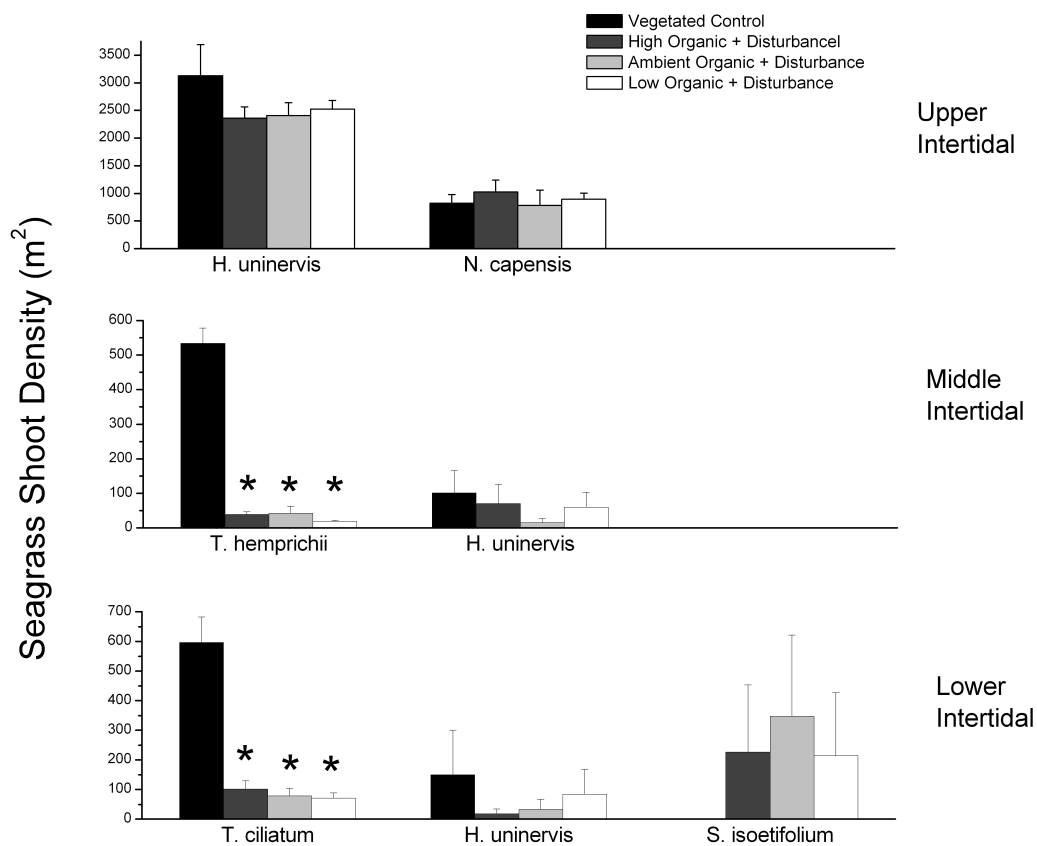 Vegetated Control
High Organic + Disturbancel
Ambient Organic + Disturbance
Low Organic + Disturbance
Seagrass Shoot Density (m²)
3500
3000
2500
2000
1500
1000
500
0
H. uninervis N. capensis
Upper
Intertidal
600
500
400
300
200
100
0
* * *
T. hemprichii H. uninervis
Middle
Intertidal
700
600
500
400
300
200
100
0
* * *
T. ciliatum H. uninervis S. isoetifolium
Lower
Intertidal